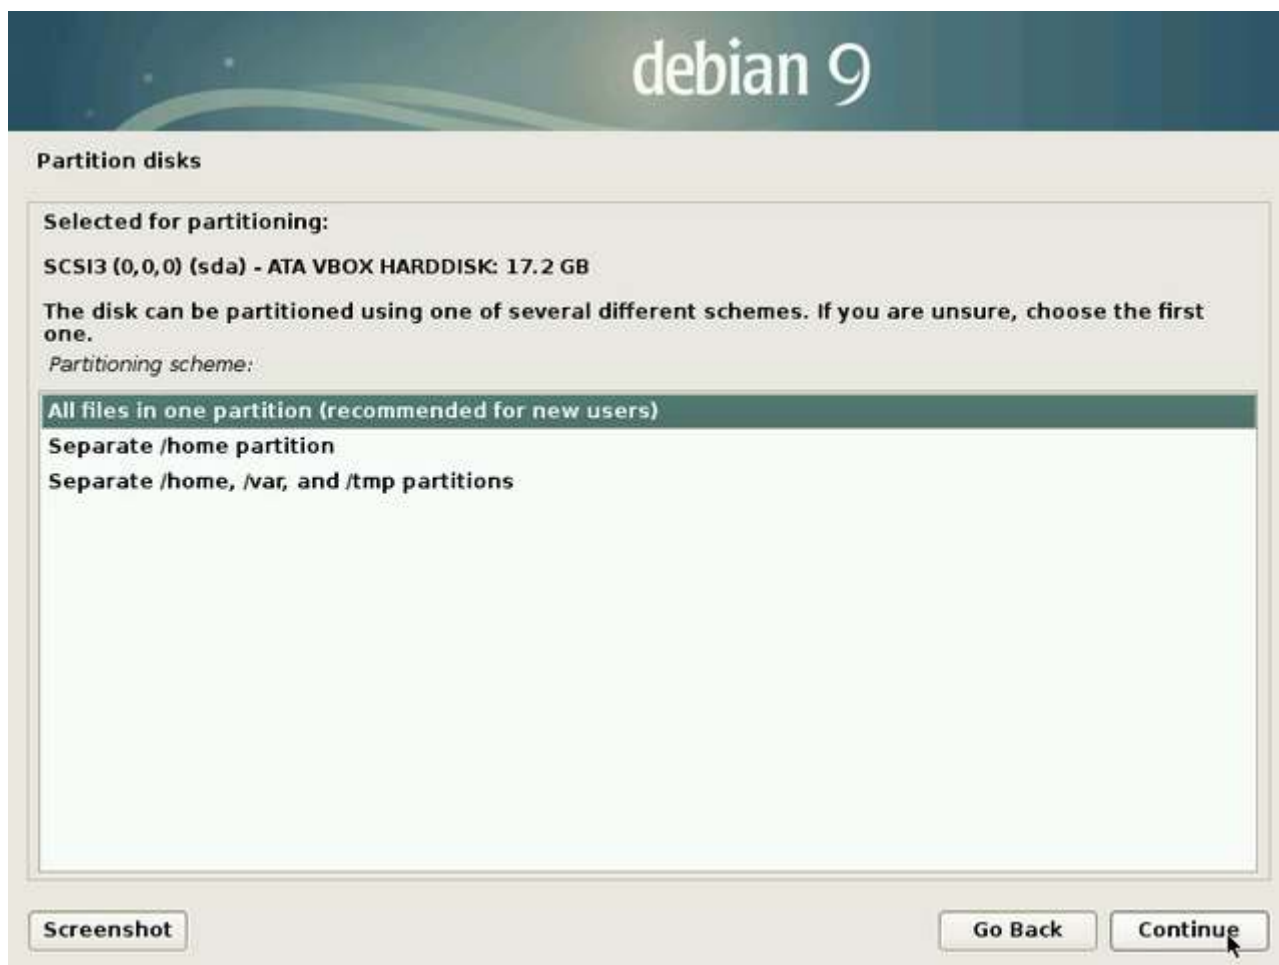 debian 9
Partition disks
Selected for partitioning:
SCSI3 (0,0,0) (sda) - ATA VBOX HARDDISK: 17.2 GB
The disk can be partitioned using one of several different schemes. If you are unsure, choose the first
one.
Partitioning scheme:
All files in one partition (recommended for new users)
Separate /home partition
Separate /home, /var, and /tmp partitions
Screenshot
Go Back
Continue